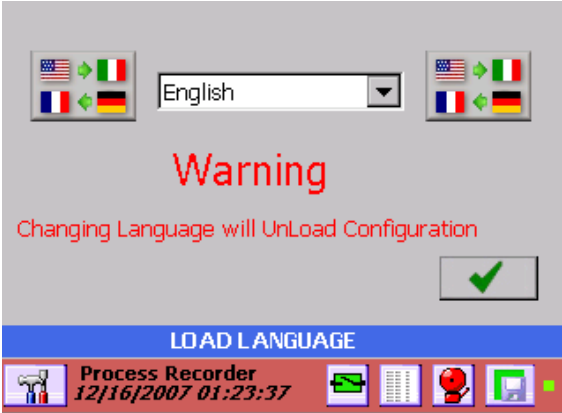 English
Warning
Changing Language will UnLoad Configuration
LOAD LANGUAGE
Process Recorder
12/16/2007 01:23:37